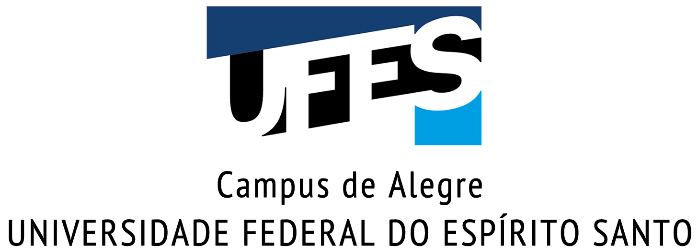 UFES
Campus de Alegre
UNIVERSIDADE FEDERAL DO ESPÍRITO SANTO